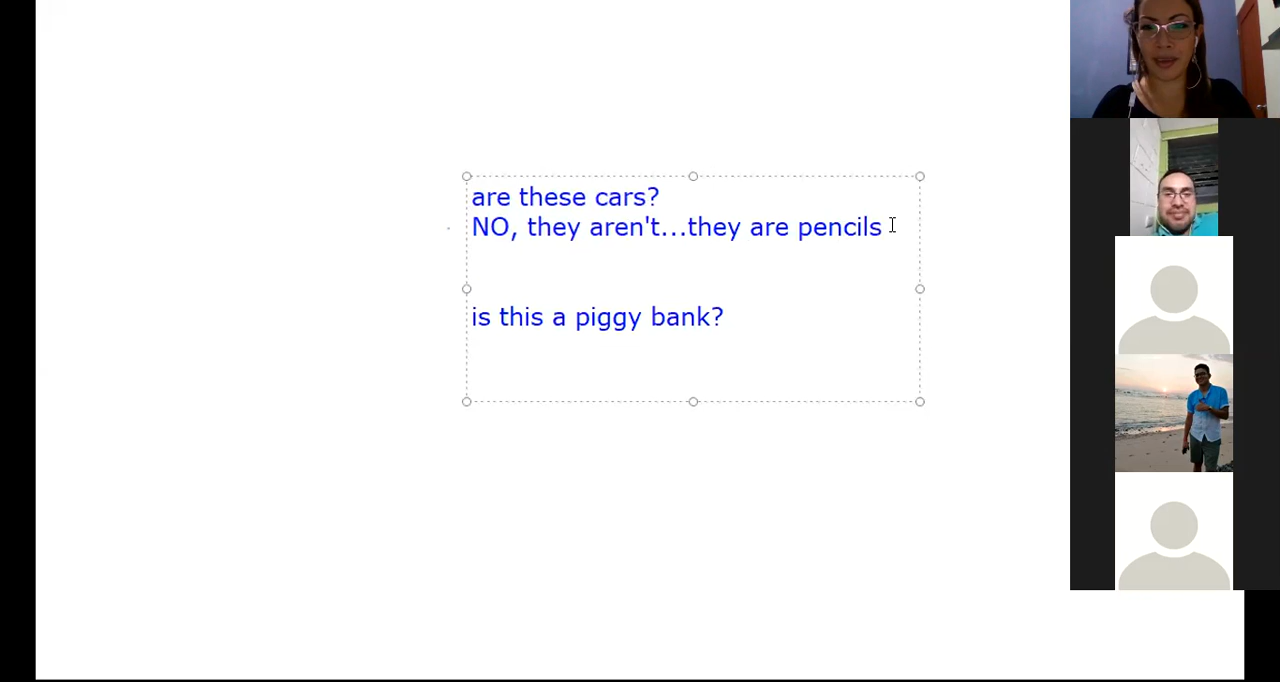 are these cars?
NO, they aren't...they are pencils
is this a piggy bank?